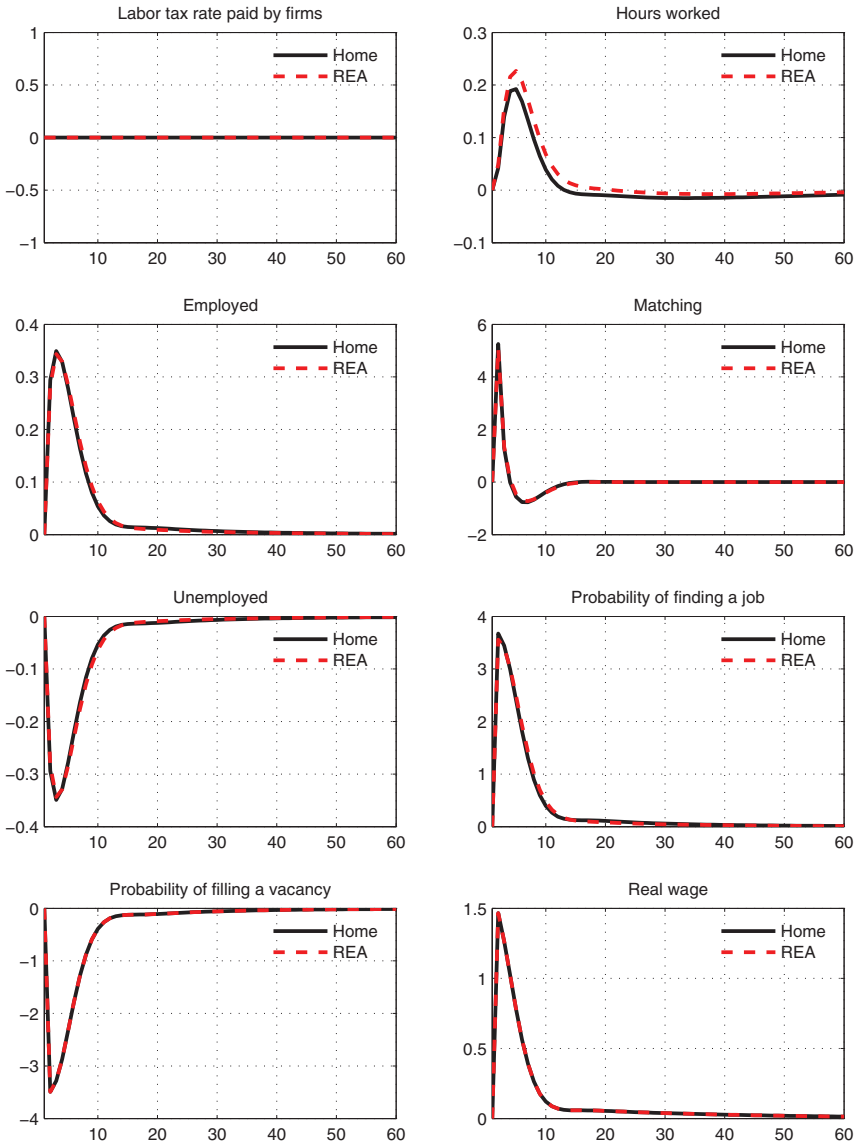 Labor tax rate paid by firms
1
0.5
0
−0.5
−1
10 20 30 40 50 60
Home
REA
Hours worked
0.3
0.2
0.1
0
−0.1
10 20 30 40 50 60
Home
REA
Employed
0.4
0.3
0.2
0.1
0
10 20 30 40 50 60
Home
REA
Matching
6
4
2
0
−2
10 20 30 40 50 60
Home
REA
Unemployed
0
−0.1
−0.2
−0.3
−0.4
10 20 30 40 50 60
Home
REA
Probability of finding a job
4
3
2
1
0
10 20 30 40 50 60
Home
REA
Probability of filling a vacancy
0
−1
−2
−3
−4
10 20 30 40 50 60
Home
REA
Real wage
1.5
1
0.5
0
10 20 30 40 50 60
Home
REA